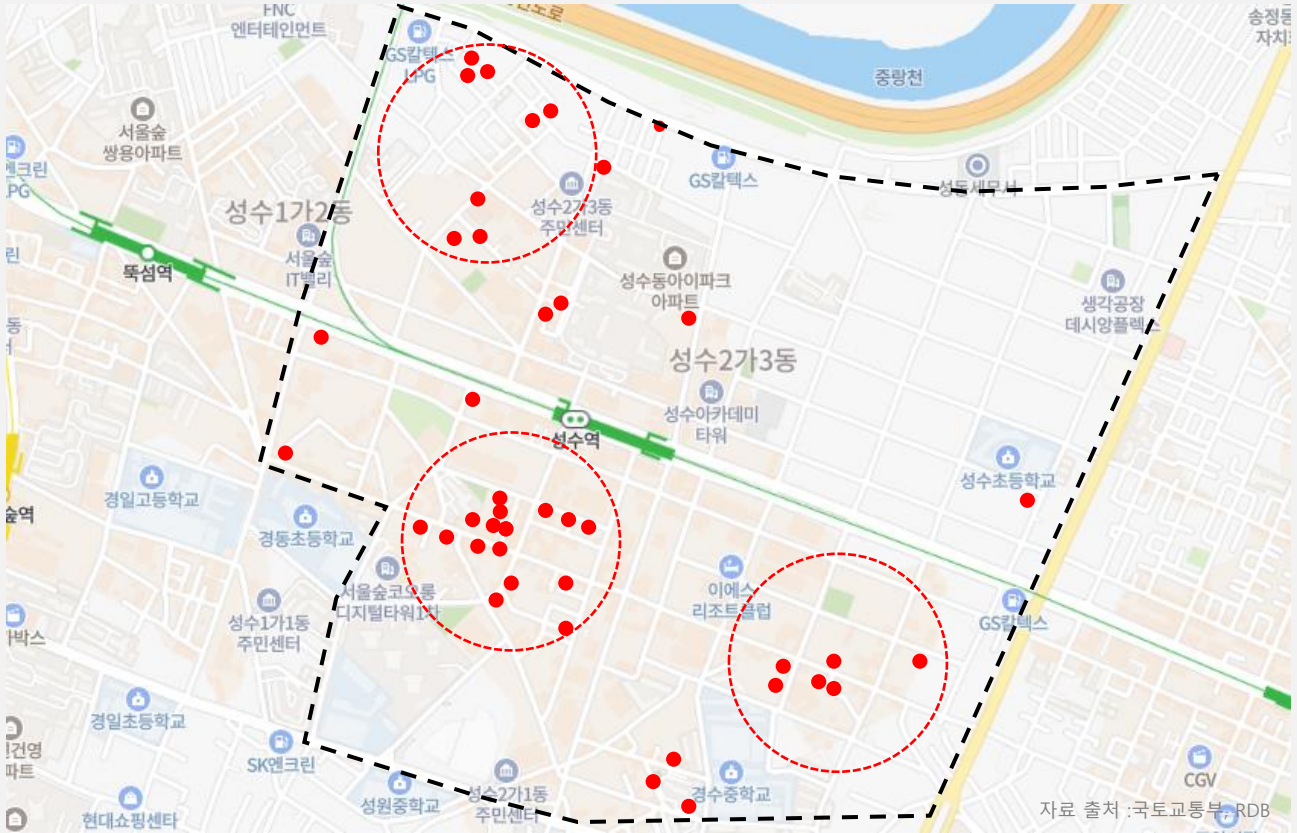 FNC
엔터테인먼트
GS칼텍스
LPG
서울숲
쌍용아파트
엔크린
LPG
중랑천
송정동
자치
GS칼텍스
성동세무서
성수1가2동
서울숲
IT밸리
성수2가3동
주민센터
뚝섬역
성수동아이파크
아파트
생각공장
데시앙플렉스
성수2가3동
성수아카데미
타워
성수역
경일고등학교
숲역
경동초등학교
성수초등학교
서울숲코오롱
디지털타워1차
이에스
리조트클럽
성수1가1동
주민센터
GS칼텍스
경일초등학교
SK엔크린
성원중학교
성수2가1동
주민센터
경수중학교
CGV
현대쇼핑센타
자료 출처 :국토교통부, RDB